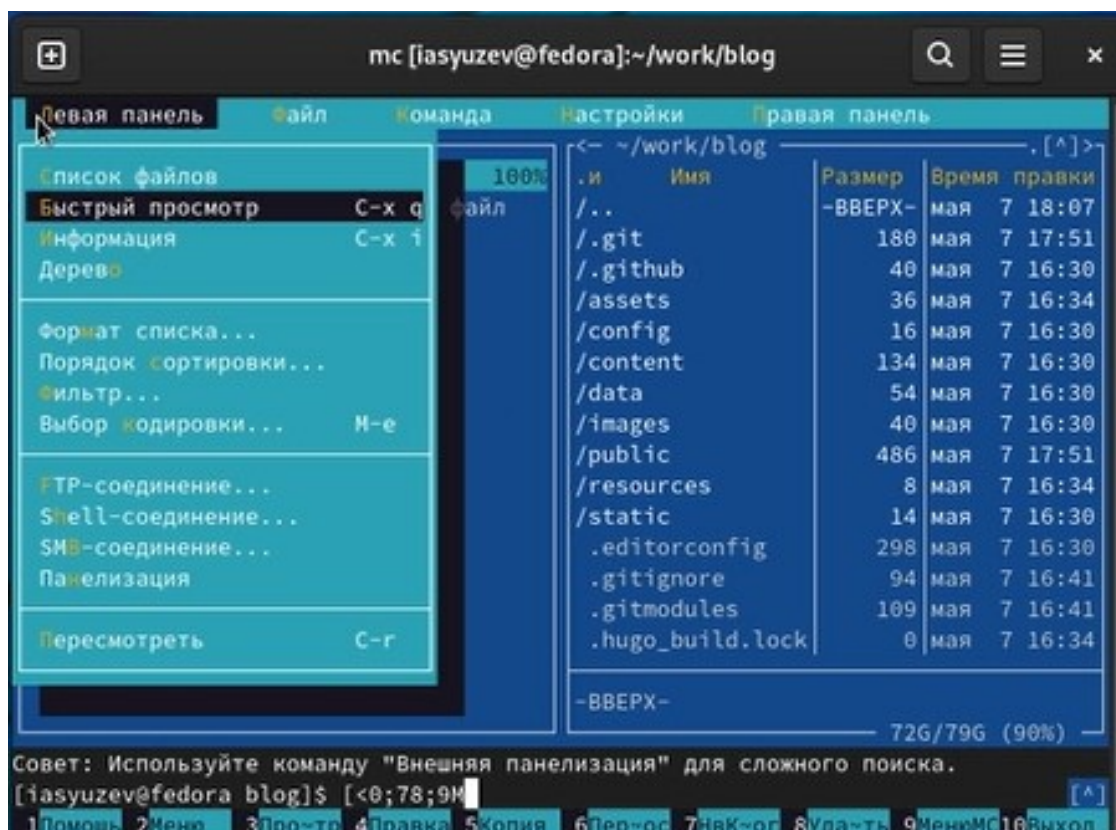 mc [iasyuzev@fedora]:~/work/blog
Левая панель Файл Команда Настройки Правая панель
<- ~/work/blog .[^]>
Список файлов 100% .и Имя Размер Время правки
Быстрый просмотр C-x q файл /.. -ВВЕРХ- мая 7 18:07
Информация C-x i /.git 180 мая 7 17:51
Дерево /.github 40 мая 7 16:30
/assets 36 мая 7 16:34
Формат списка... /config 16 мая 7 16:30
Порядок сортировки... /content 134 мая 7 16:30
Фильтр... /data 54 мая 7 16:30
Выбор кодировки... M-e /images 40 мая 7 16:30
/public 486 мая 7 17:51
FTP-соединение... /resources 8 мая 7 16:34
Shell-соединение... /static 14 мая 7 16:30
SMB-соединение... .editorconfig 298 мая 7 16:30
Панелизация .gitignore 94 мая 7 16:41
.gitmodules 109 мая 7 16:41
Пересмотреть C-r .hugo_build.lock 0 мая 7 16:34
-ВВЕРХ-
72G/79G (90%)
Совет: Используйте команду "Внешняя панелизация" для сложного поиска.
[iasyuzev@fedora blog]$ [<0;78;9M [^]
1Помощь 2Меню 3Про~тр 4Правка 5Копия 6Пер~ос 7НвК~ог 8Уда~ть 9МенюMC 10Выход